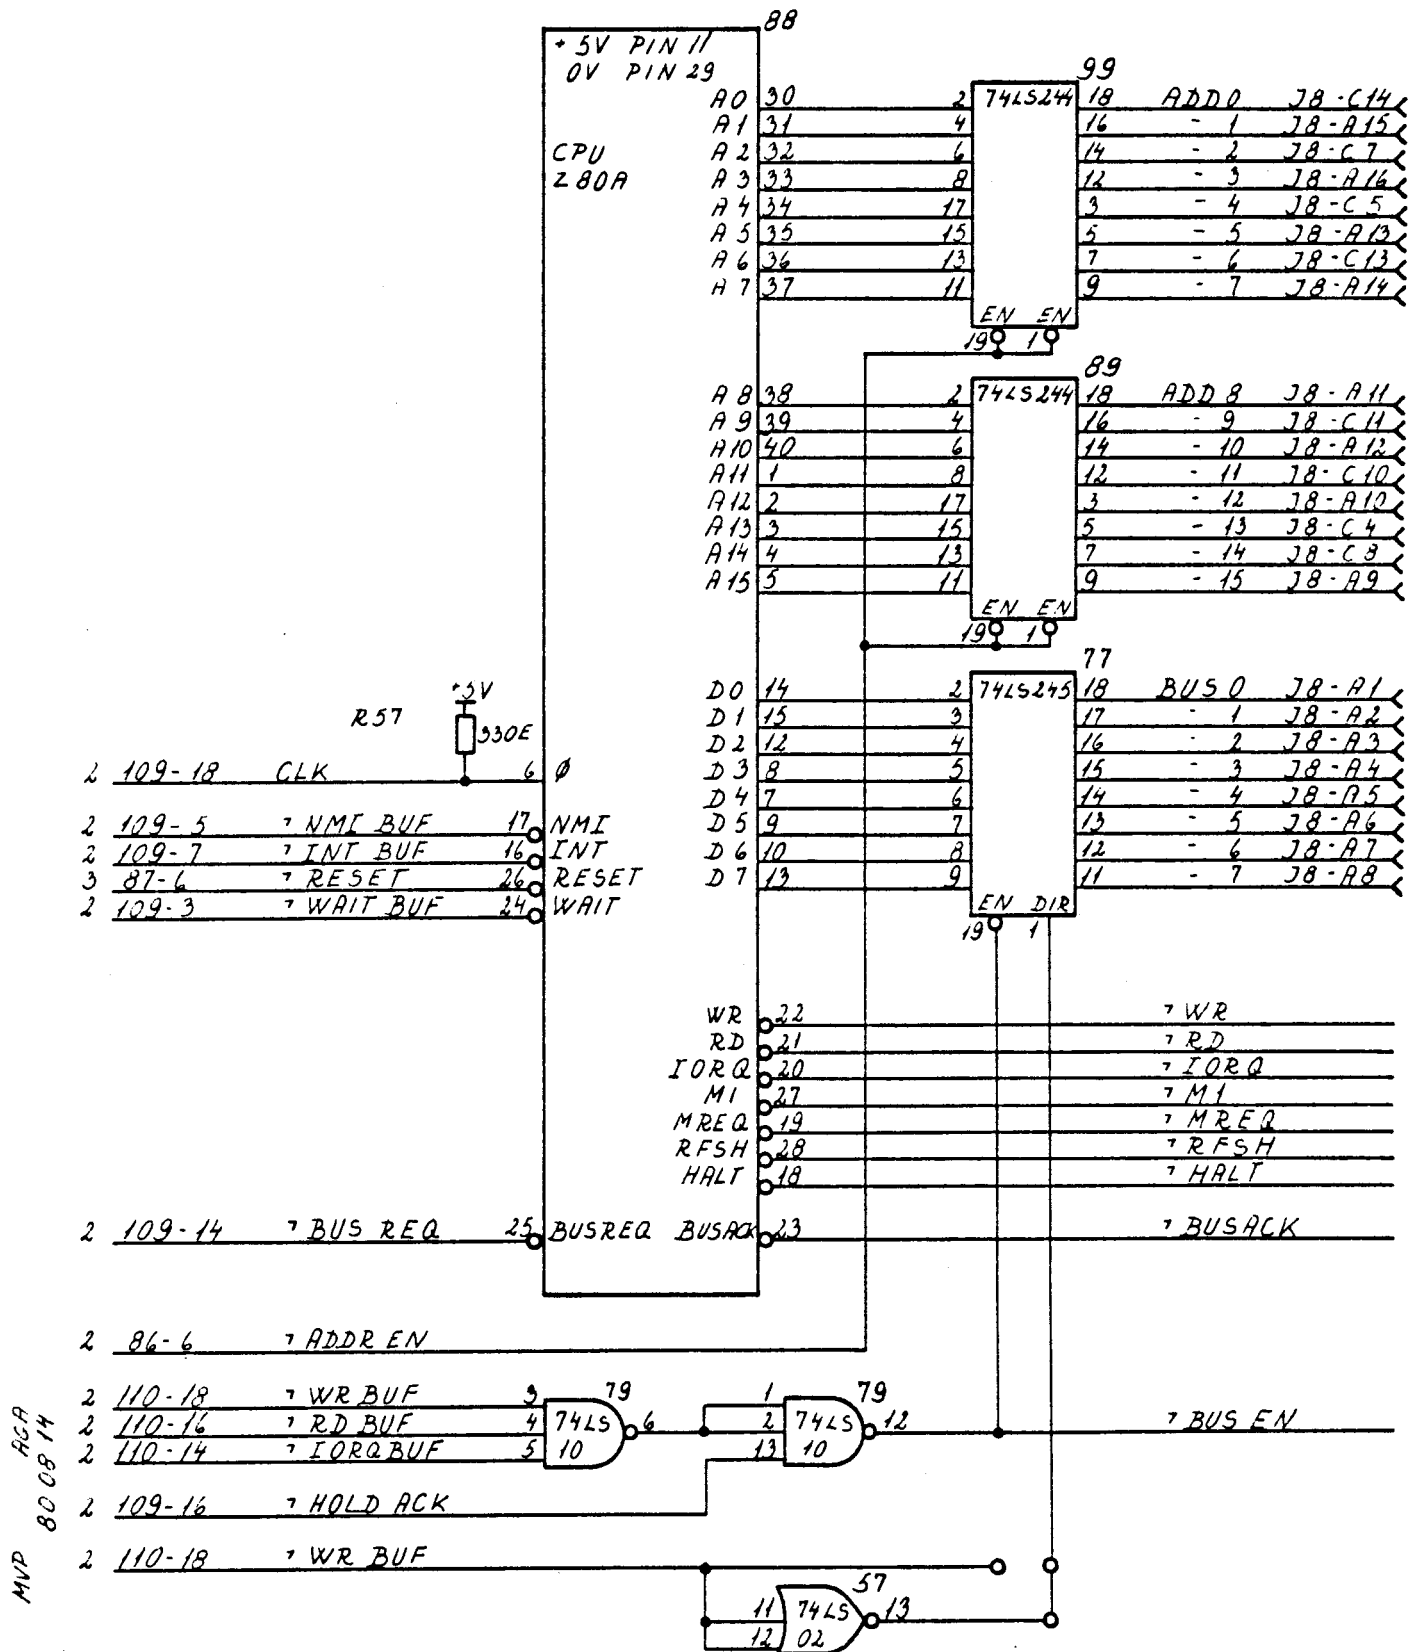 88
+5V PIN 11
0V PIN 29
CPU
Z80A
99
A0 30 2 74LS244 18 ADD0 J8-C14
A1 31 4 16 - 1 J8-A15
A2 32 6 14 - 2 J8-C7
A3 33 8 12 - 3 J8-A16
A4 34 17 3 - 4 J8-C5
A5 35 15 5 - 5 J8-A13
A6 36 13 7 - 6 J8-C13
A7 37 11 9 - 7 J8-A14
EN EN
19 1
89
A8 38 2 74LS244 18 ADD8 J8-A11
A9 39 4 16 - 9 J8-C11
A10 40 6 14 - 10 J8-A12
A11 1 8 12 - 11 J8-C10
A12 2 17 3 - 12 J8-A10
A13 3 15 5 - 13 J8-C4
A14 4 13 7 - 14 J8-C8
A15 5 11 9 - 15 J8-A9
EN EN
19 1
77
D0 14 2 74LS245 18 BUS0 J8-A1
D1 15 3 17 - 1 J8-A2
D2 12 4 16 - 2 J8-A3
D3 8 5 15 - 3 J8-A4
D4 7 6 14 - 4 J8-A5
D5 9 7 13 - 5 J8-A6
D6 10 8 12 - 6 J8-A7
D7 13 9 11 - 7 J8-A8
EN DIR
19 1
+5V
R57 330E
2 109-18 CLK 6 Ø
2 109-5 ¬NMI BUF 17 NMI
2 109-7 ¬INT BUF 16 INT
3 87-6 ¬RESET 26 RESET
2 109-3 ¬WAIT BUF 24 WAIT
WR 22 ¬WR
RD 21 ¬RD
IORQ 20 ¬IORQ
M1 27 ¬M1
MREQ 19 ¬MREQ
RFSH 28 ¬RFSH
HALT 18 ¬HALT
2 109-14 ¬BUS REQ 25 BUSREQ BUSACK 23 ¬BUSACK
2 86-6 ¬ADDR EN
79 79
2 110-18 ¬WR BUF 3 1
2 110-16 ¬RD BUF 4 74LS 6 2 74LS 12 ¬BUS EN
2 110-14 ¬IORQBUF 5 10 13 10
2 109-16 ¬HOLD ACK
2 110-18 ¬WR BUF
57
11 74LS 13
12 02
MVP 80 08 14
AGA